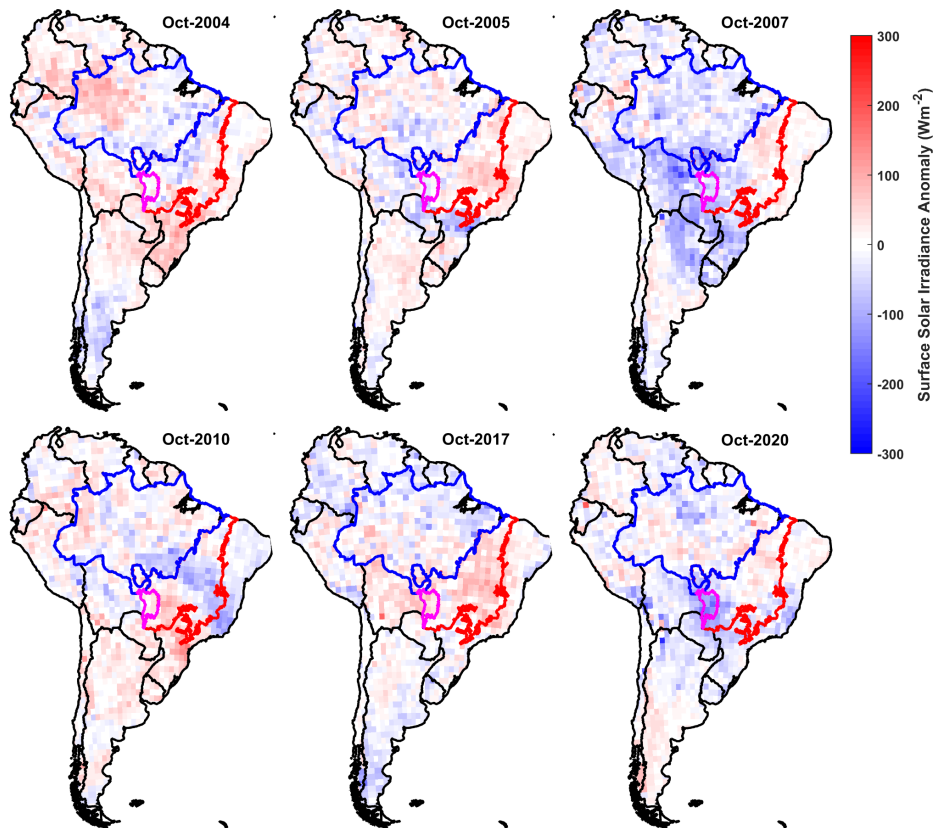 Oct-2004
Oct-2005
Oct-2007
300
200
100
0
-100
-200
-300
Surface Solar Irradiance Anomaly (Wm⁻²)
Oct-2010
Oct-2017
Oct-2020